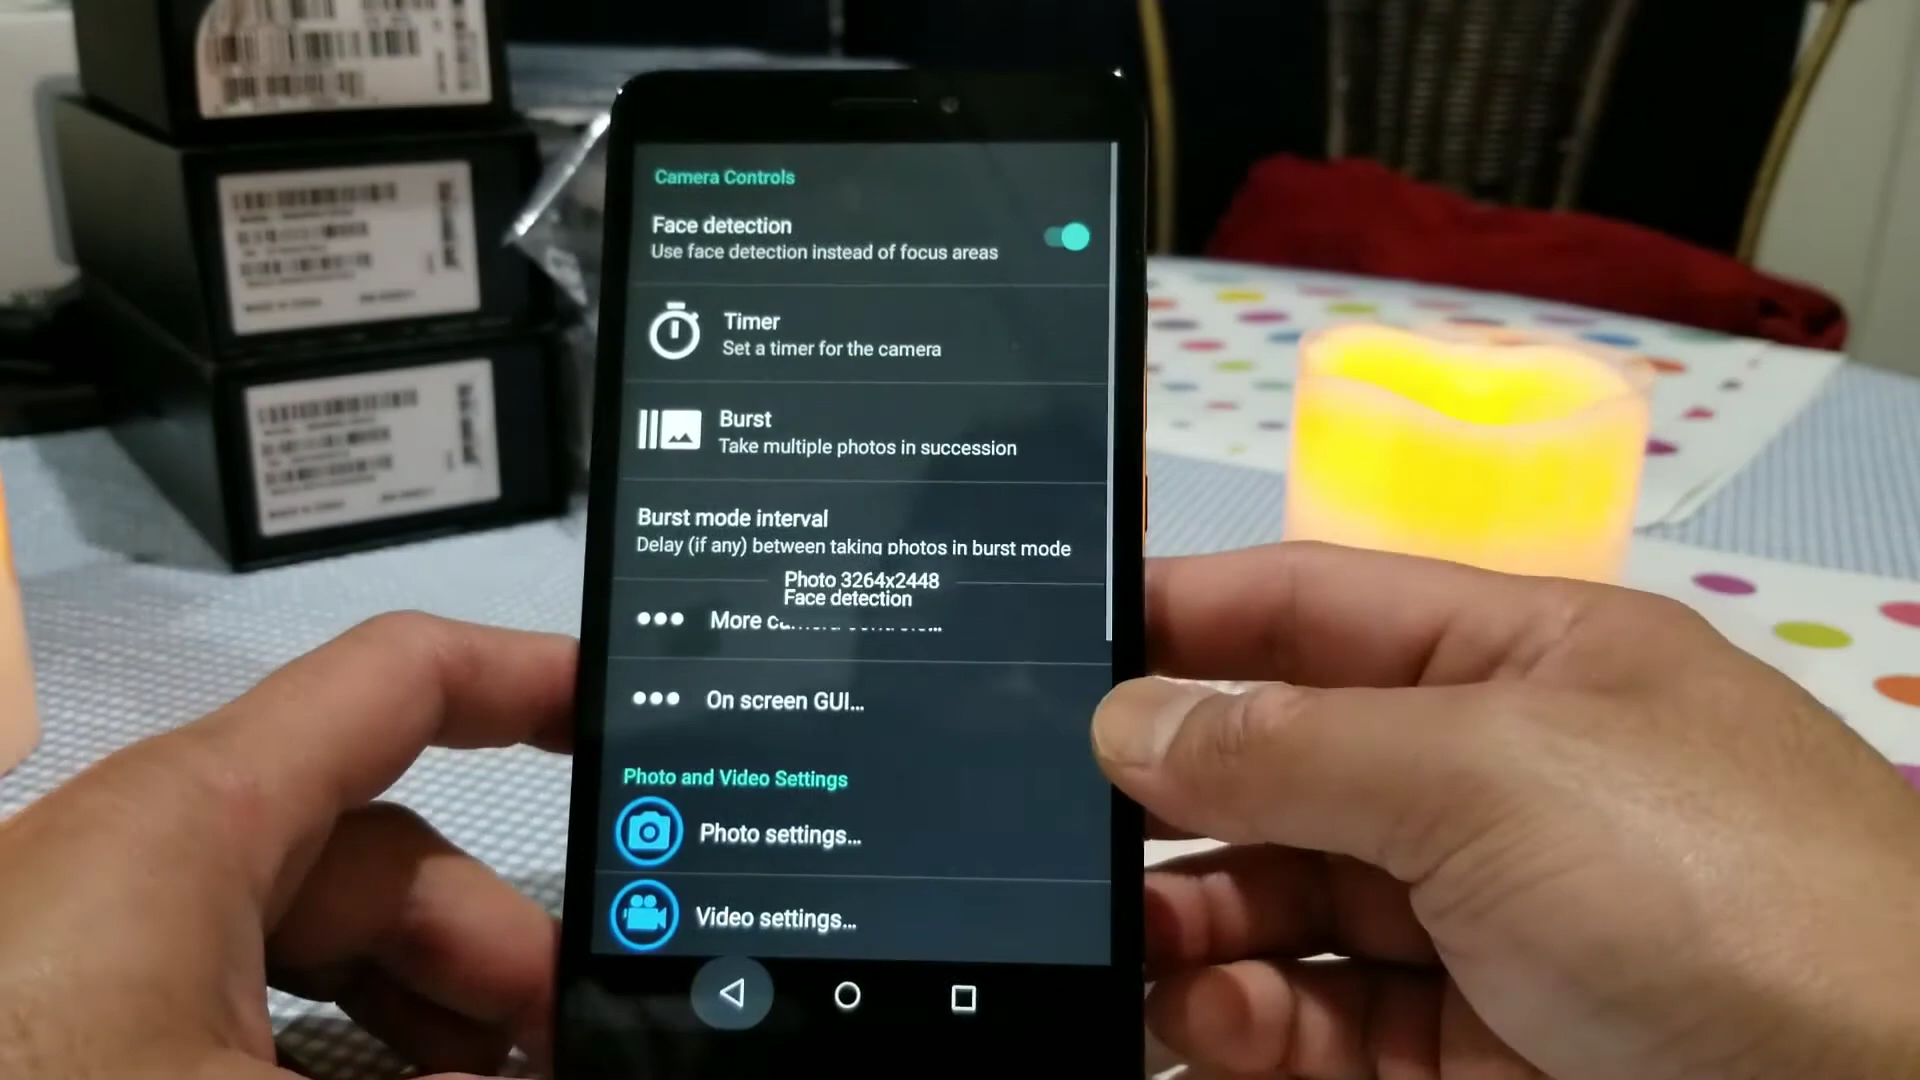 Camera Controls
Face detection
Use face detection instead of focus areas
Timer
Set a timer for the camera
Burst
Take multiple photos in succession
Burst mode interval
Delay (if any) between taking photos in burst mode
Photo 3264x2448
Face detection
More
On screen GUI...
Photo and Video Settings
Photo settings...
Video settings...